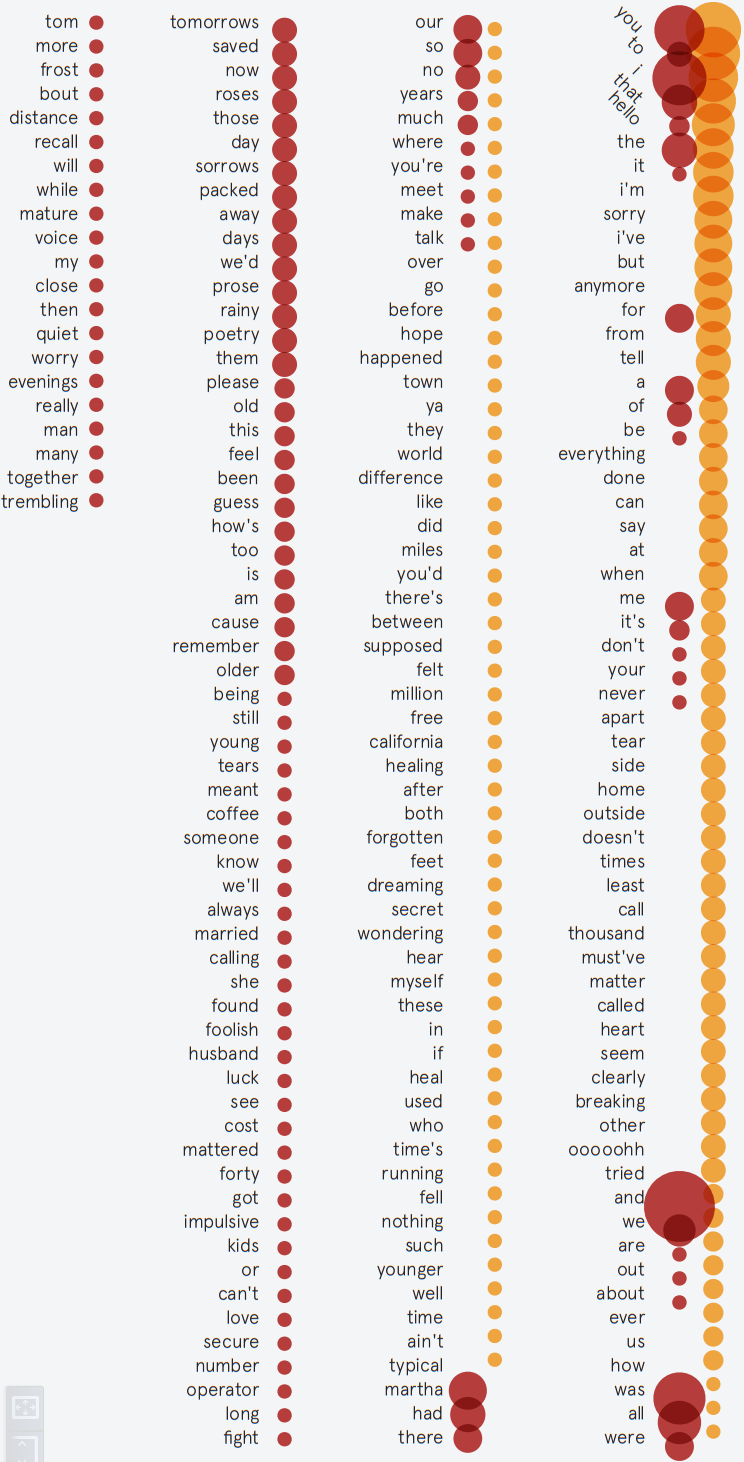 tom
more
frost
bout
distance
recall
will
while
mature
voice
my
close
then
quiet
worry
evenings
really
man
many
together
trembling
tomorrows
saved
now
roses
those
day
sorrows
packed
away
days
we'd
prose
rainy
poetry
them
please
old
this
feel
been
guess
how's
too
is
am
cause
remember
older
being
still
young
tears
meant
coffee
someone
know
we'll
always
married
calling
she
found
foolish
husband
luck
see
cost
mattered
forty
got
impulsive
kids
or
can't
love
secure
number
operator
long
fight
our
so
no
years
much
where
you're
meet
make
talk
over
go
before
hope
happened
town
ya
they
world
difference
like
did
miles
you'd
there's
between
supposed
felt
million
free
california
healing
after
both
forgotten
feet
dreaming
secret
wondering
hear
myself
these
in
if
heal
used
who
time's
running
fell
nothing
such
younger
well
time
ain't
typical
martha
had
there
you
to
i
that
hello
the
it
i'm
sorry
i've
but
anymore
for
from
tell
a
of
be
everything
done
can
say
at
when
me
it's
don't
your
never
apart
tear
side
home
outside
doesn't
times
least
call
thousand
must've
matter
called
heart
seem
clearly
breaking
other
ooooohh
tried
and
we
are
out
about
ever
us
how
was
all
were